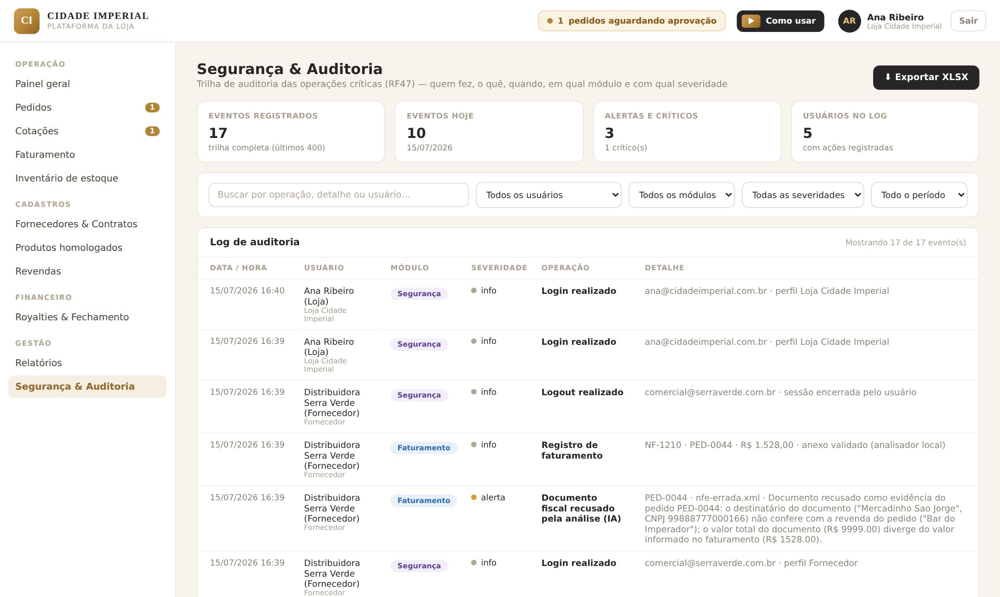 CI
CIDADE IMPERIAL
PLATAFORMA DA LOJA
1 pedidos aguardando aprovação
Como usar
AR
Ana Ribeiro
Loja Cidade Imperial
Sair
OPERAÇÃO
Painel geral
Pedidos 1
Cotações 1
Faturamento
Inventário de estoque
CADASTROS
Fornecedores & Contratos
Produtos homologados
Revendas
FINANCEIRO
Royalties & Fechamento
GESTÃO
Relatórios
Segurança & Auditoria
Segurança & Auditoria
Trilha de auditoria das operações críticas (RF47) — quem fez, o quê, quando, em qual módulo e com qual severidade
⬇ Exportar XLSX
EVENTOS REGISTRADOS
17
trilha completa (últimos 400)
EVENTOS HOJE
10
15/07/2026
ALERTAS E CRÍTICOS
3
1 crítico(s)
USUÁRIOS NO LOG
5
com ações registradas
Buscar por operação, detalhe ou usuário...
Todos os usuários
Todos os módulos
Todas as severidades
Todo o período
Log de auditoria
Mostrando 17 de 17 evento(s)
DATA / HORA USUÁRIO MÓDULO SEVERIDADE OPERAÇÃO DETALHE
15/07/2026 16:40
Ana Ribeiro
(Loja)
Loja Cidade
Imperial
Segurança
info
Login realizado
ana@cidadeimperial.com.br · perfil Loja Cidade Imperial
15/07/2026 16:39
Ana Ribeiro
(Loja)
Loja Cidade
Imperial
Segurança
info
Login realizado
ana@cidadeimperial.com.br · perfil Loja Cidade Imperial
15/07/2026 16:39
Distribuidora
Serra Verde
(Fornecedor)
Fornecedor
Segurança
info
Logout realizado
comercial@serraverde.com.br · sessão encerrada pelo usuário
15/07/2026 16:39
Distribuidora
Serra Verde
(Fornecedor)
Fornecedor
Faturamento
info
Registro de
faturamento
NF-1210 · PED-0044 · R$ 1.528,00 · anexo validado (analisador local)
15/07/2026 16:39
Distribuidora
Serra Verde
(Fornecedor)
Fornecedor
Faturamento
alerta
Documento
fiscal recusado
pela análise (IA)
PED-0044 · nfe-errada.xml · Documento recusado como evidência do
pedido PED-0044: o destinatário do documento ("Mercadinho Sao Jorge",
CNPJ 99888777000166) não confere com a revenda do pedido ("Bar do
Imperador"); o valor total do documento (R$ 9999.00) diverge do valor
informado no faturamento (R$ 1528.00).
15/07/2026 16:39
Distribuidora
Serra Verde
(Fornecedor)
Fornecedor
Segurança
info
Login realizado
comercial@serraverde.com.br · perfil Fornecedor